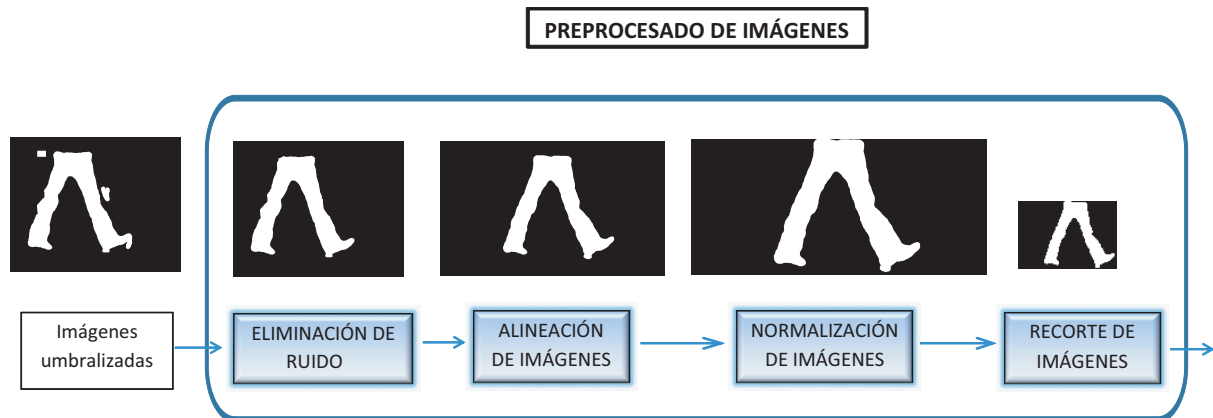 PREPROCESADO DE IMÁGENES
Imágenes
umbralizadas
ELIMINACIÓN DE
RUIDO
ALINEACIÓN
DE IMÁGENES
NORMALIZACIÓN
DE IMÁGENES
RECORTE DE
IMÁGENES